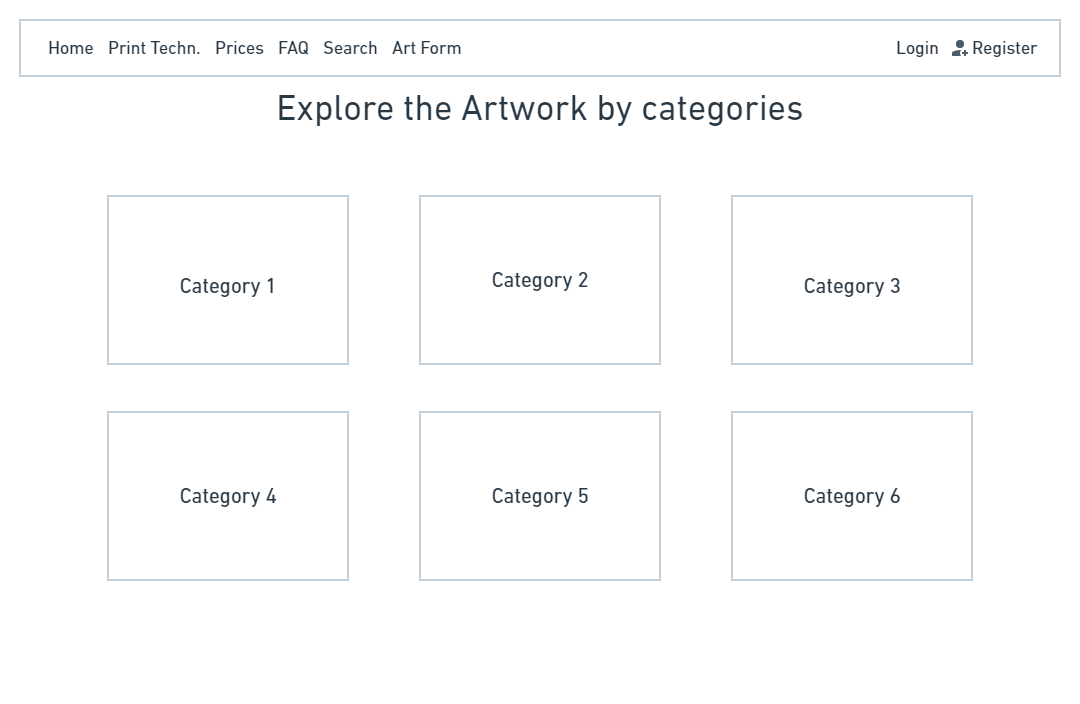 Home Print Techn. Prices FAQ Search Art Form Login Register
Explore the Artwork by categories
Category 1 Category 2 Category 3
Category 4 Category 5 Category 6